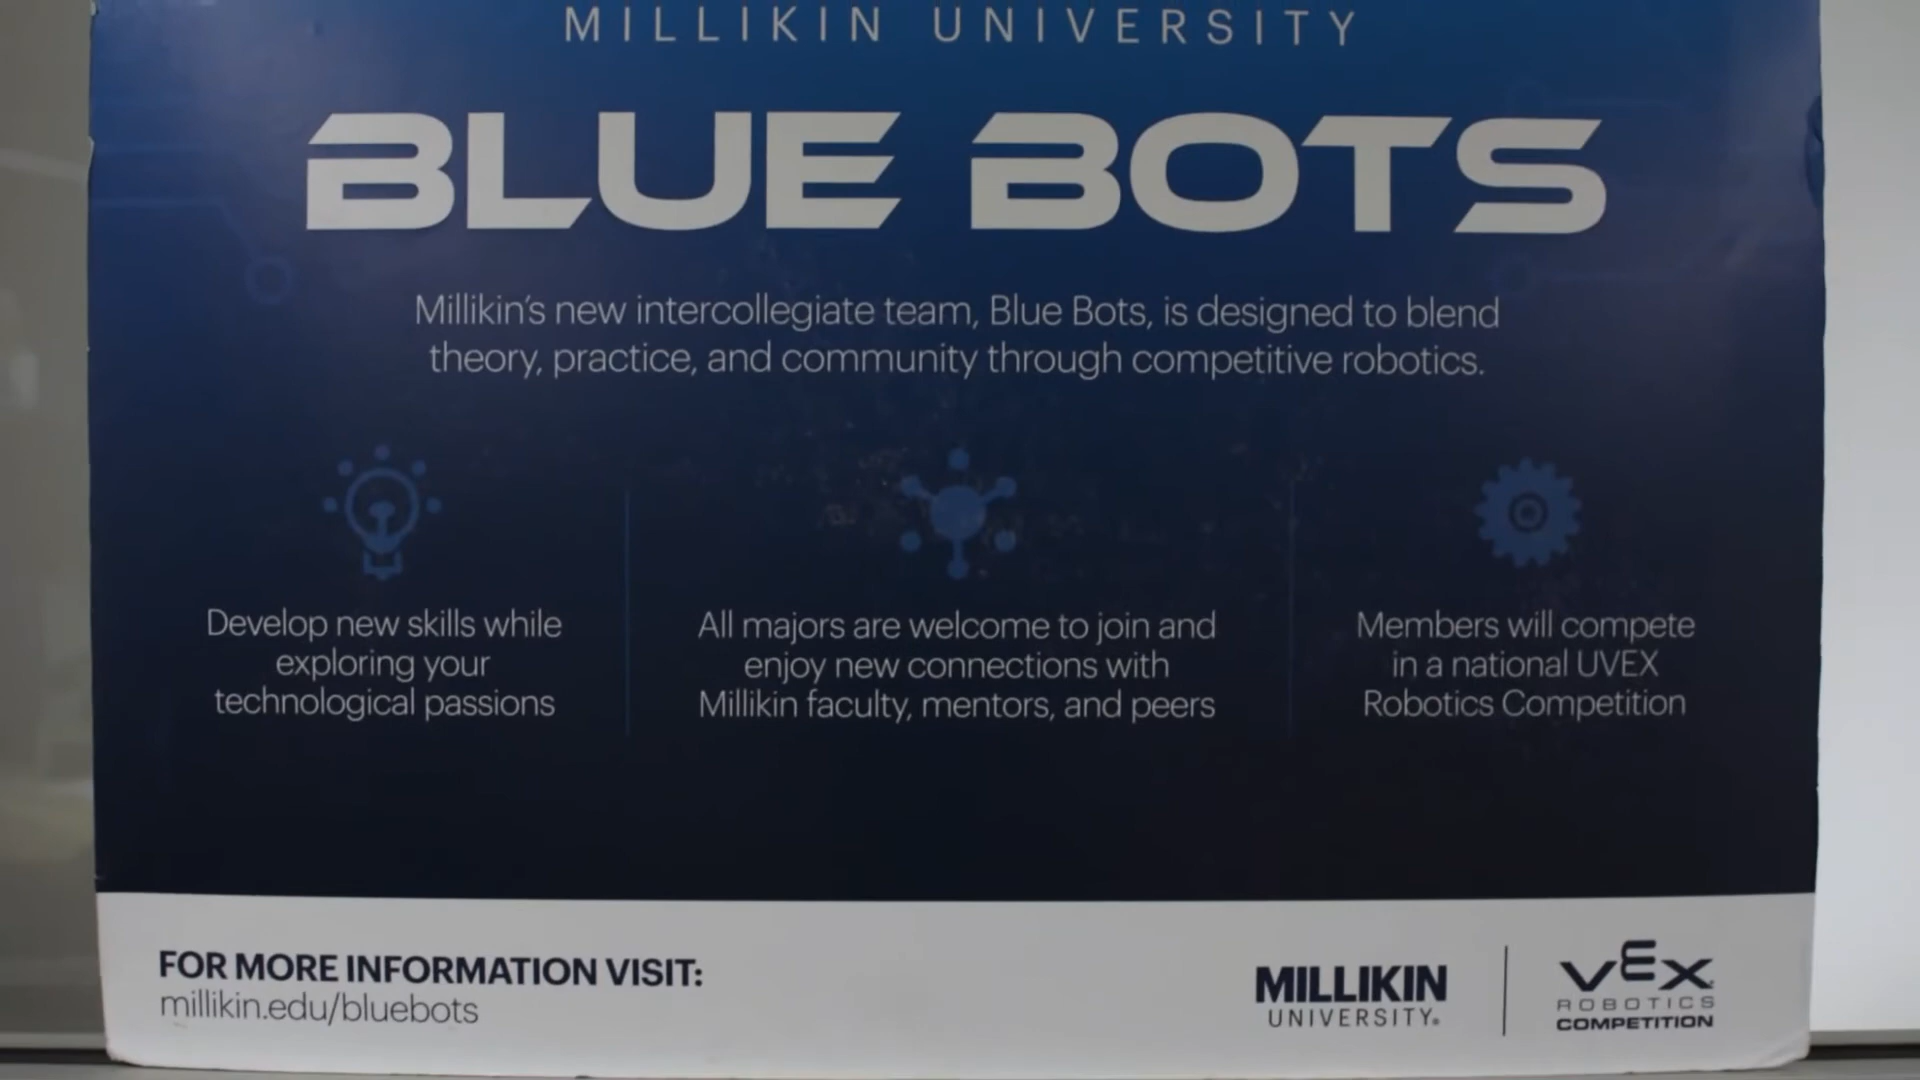 MILLIKIN UNIVERSITY
BLUE BOTS
Millikin's new intercollegiate team, Blue Bots, is designed to blend
theory, practice, and community through competitive robotics.
Develop new skills while
exploring your
technological passions
All majors are welcome to join and
enjoy new connections with
Millikin faculty, mentors, and peers
Members will compete
in a national UVEX
Robotics Competition
FOR MORE INFORMATION VISIT:
millikin.edu/bluebots
MILLIKIN
UNIVERSITY®
VEX
ROBOTICS
COMPETITION